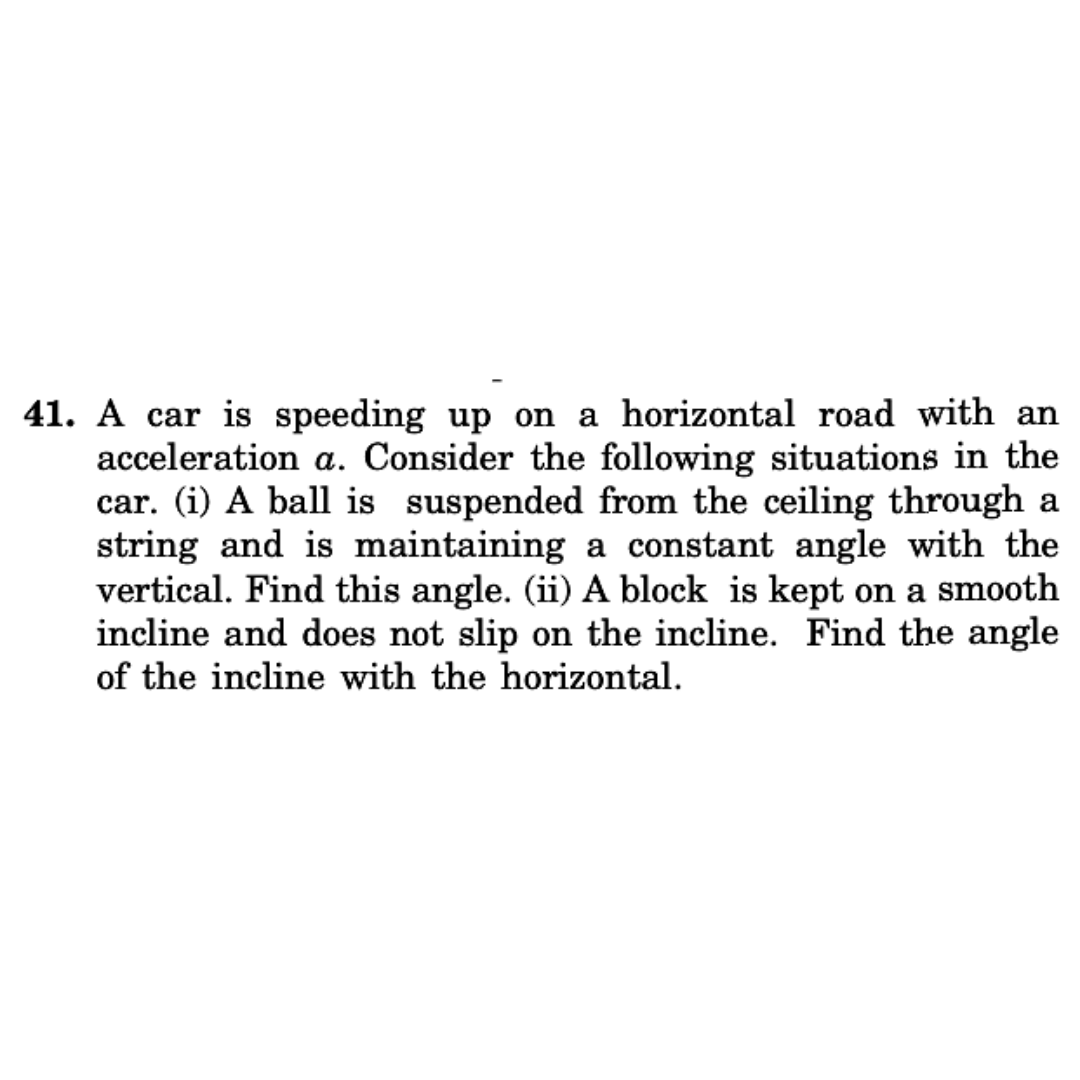 41. A car is speeding up on a horizontal road with an
acceleration a. Consider the following situations in the
car. (i) A ball is suspended from the ceiling through a
string and is maintaining a constant angle with the
vertical. Find this angle. (ii) A block is kept on a smooth
incline and does not slip on the incline. Find the angle
of the incline with the horizontal.